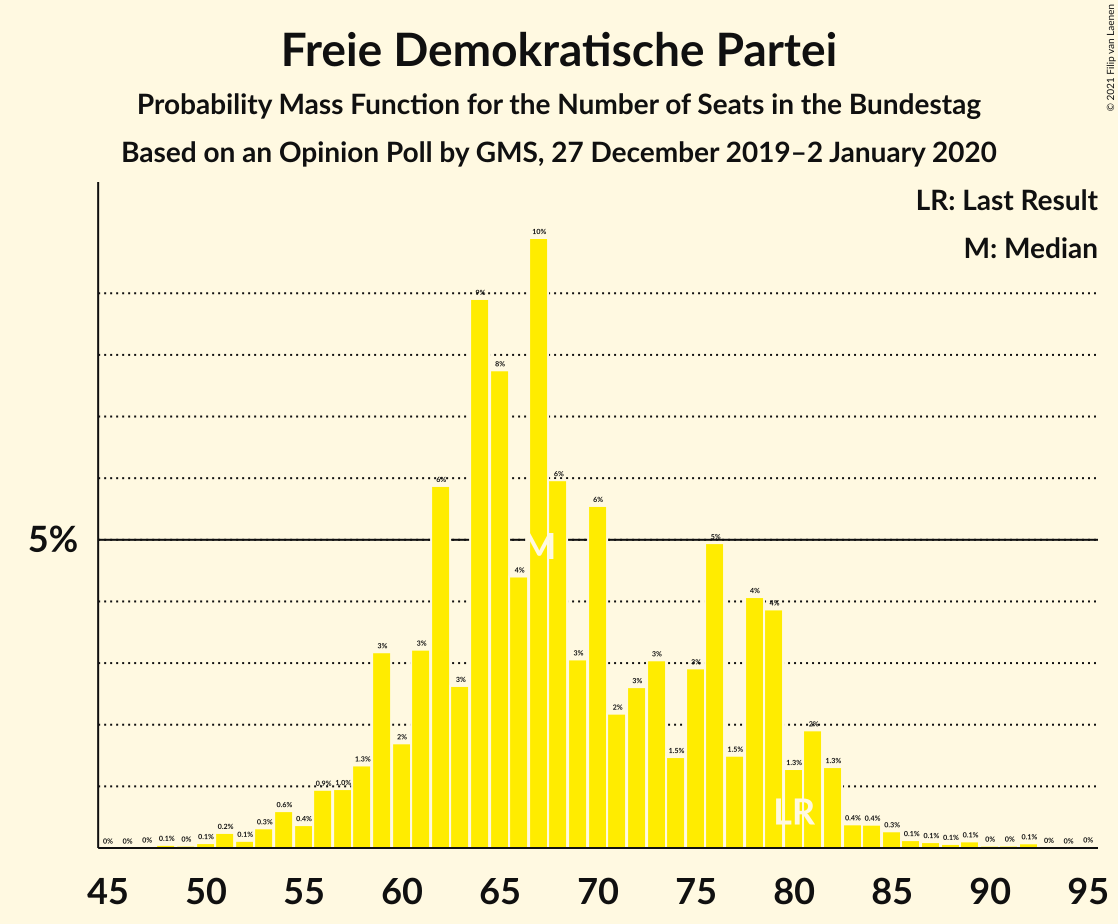 Freie Demokratische Partei
Probability Mass Function for the Number of Seats in the Bundestag
Based on an Opinion Poll by GMS, 27 December 2019–2 January 2020
© 2021 Filip van Laenen
LR: Last Result
M: Median
5%
0% 0% 0% 0.1% 0% 0.1% 0.2% 0.1% 0.3% 0.6% 0.4% 0.9% 1.0% 1.3% 3% 2% 3% 6% 3% 9% 8% 4% 10% 6% 3% 6% 2% 3% 3% 1.5% 3% 5% 1.5% 4% 4% 1.3% 2% 1.3% 0.4% 0.4% 0.3% 0.1% 0.1% 0.1% 0.1% 0% 0% 0.1% 0% 0% 0%
M
LR
45 50 55 60 65 70 75 80 85 90 95